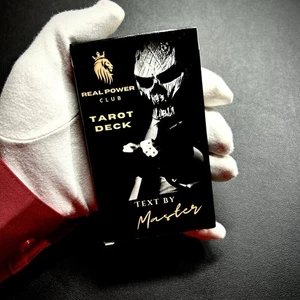 REAL POWER
CLUB
TAROT
DECK
TEXT BY
Master